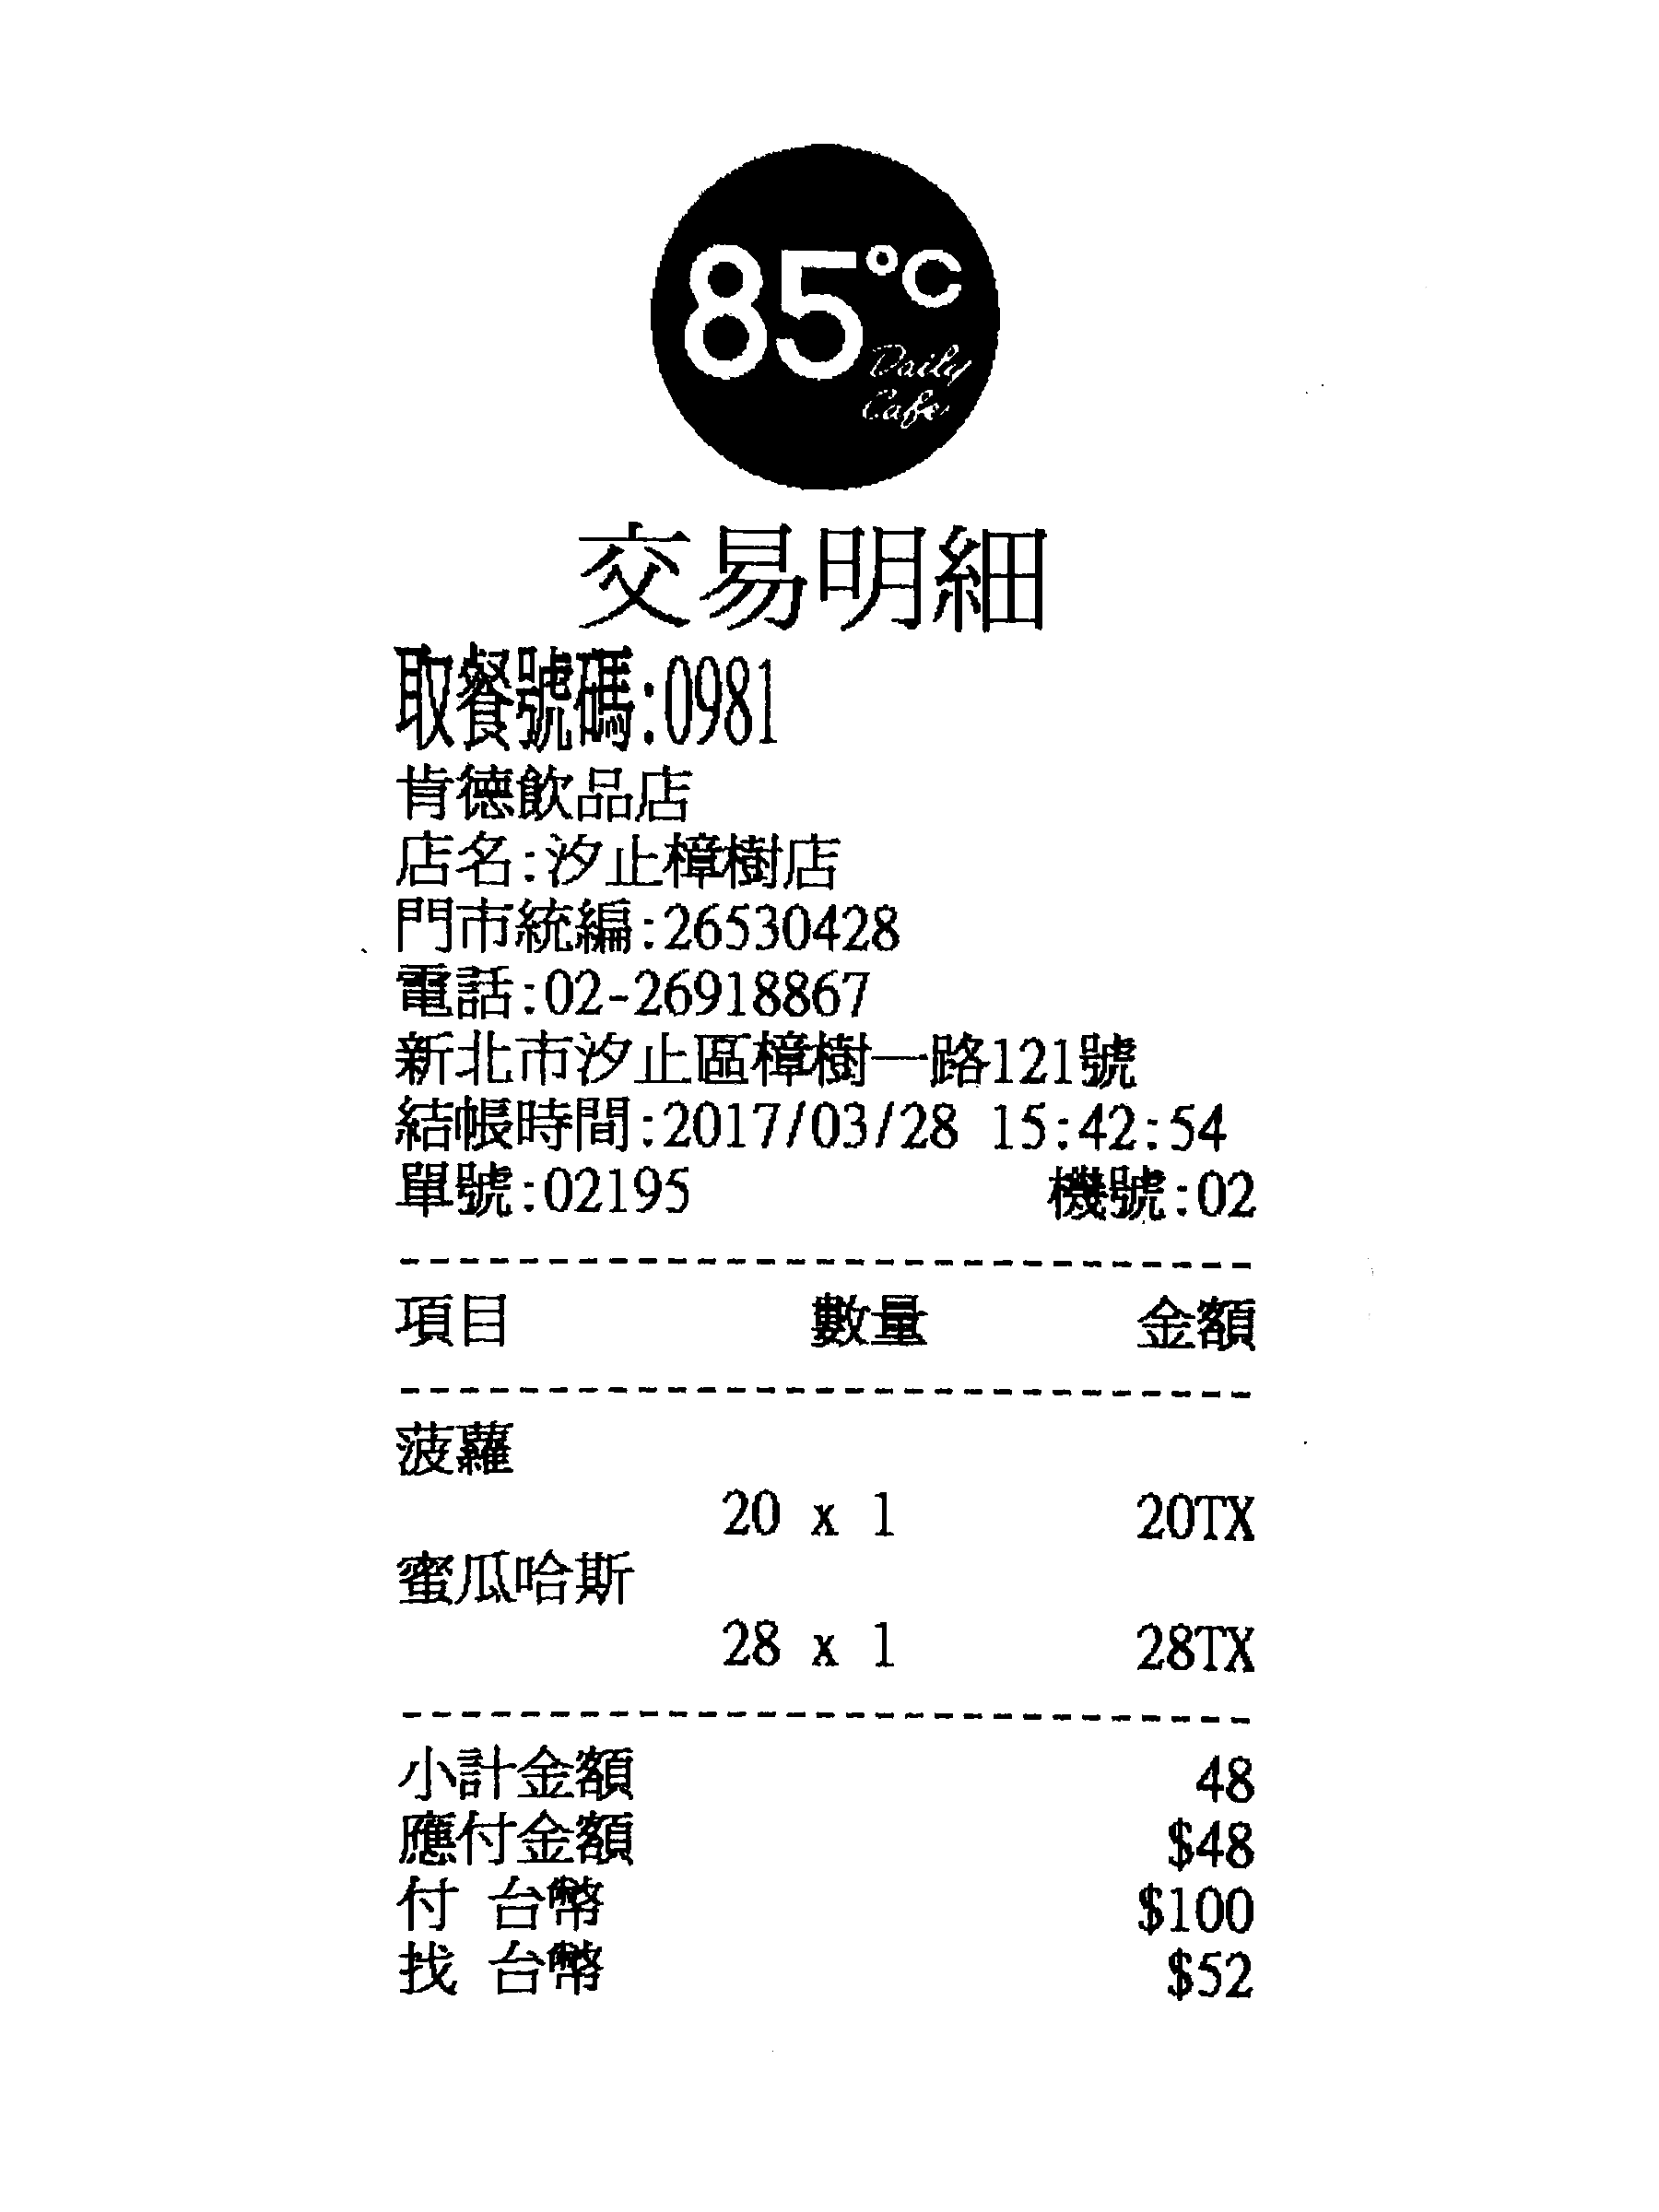 85°C
Daily
Cafe
交易明細
取餐號碼:0981
肯德飲品店
店名:汐止樟樹店
門市統編:26530428
電話:02-26918867
新北市汐止區樟樹一路121號
結帳時間:2017/03/28 15:42:54
單號:02195 機號:02
項目 數量 金額
菠蘿
20 x 1 20TX
蜜瓜哈斯
28 x 1 28TX
小計金額 48
應付金額 $48
付 台幣 $100
找 台幣 $52